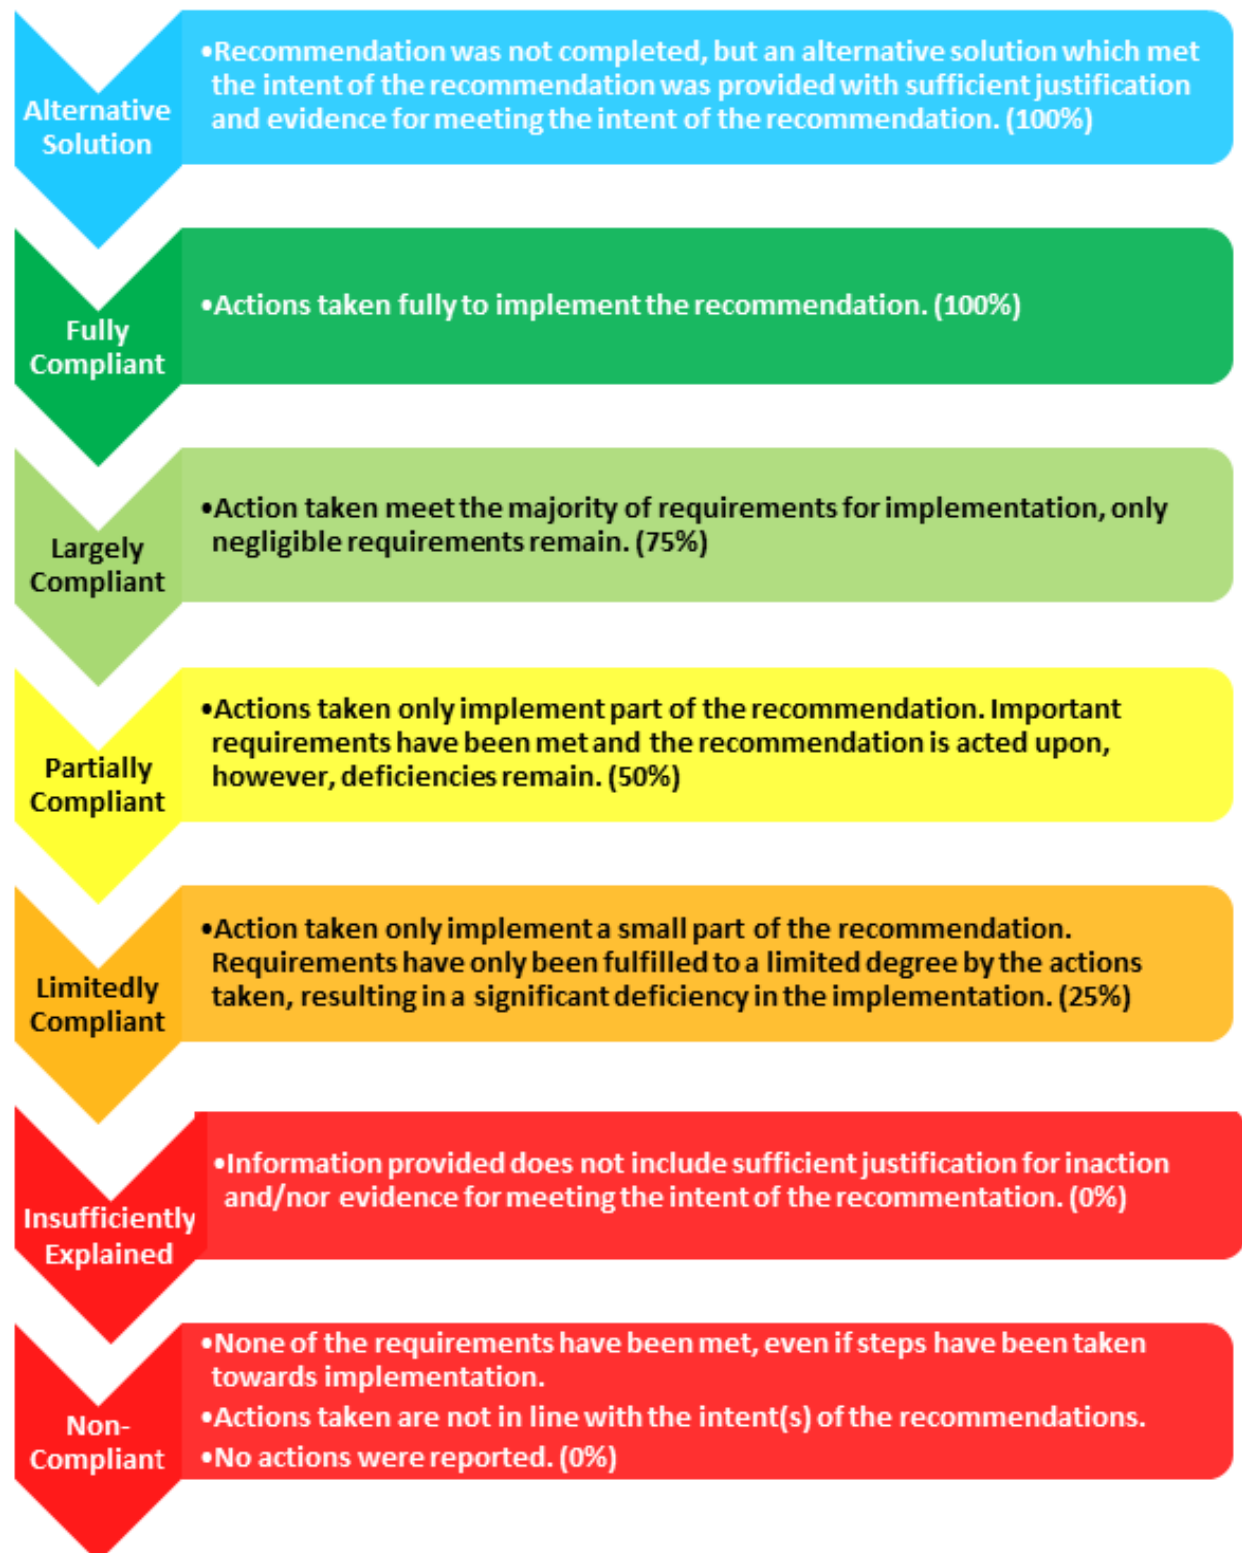 Alternative
Solution
•Recommendation was not completed, but an alternative solution which met
the intent of the recommendation was provided with sufficient justification
and evidence for meeting the intent of the recommendation. (100%)
Fully
Compliant
•Actions taken fully to implement the recommendation. (100%)
Largely
Compliant
•Action taken meet the majority of requirements for implementation, only
negligible requirements remain. (75%)
Partially
Compliant
•Actions taken only implement part of the recommendation. Important
requirements have been met and the recommendation is acted upon,
however, deficiencies remain. (50%)
Limitedly
Compliant
•Action taken only implement a small part of the recommendation.
Requirements have only been fulfilled to a limited degree by the actions
taken, resulting in a significant deficiency in the implementation. (25%)
Insufficiently
Explained
•Information provided does not include sufficient justification for inaction
and/nor evidence for meeting the intent of the recommentation. (0%)
Non-
Compliant
•None of the requirements have been met, even if steps have been taken
towards implementation.
•Actions taken are not in line with the intent(s) of the recommendations.
•No actions were reported. (0%)